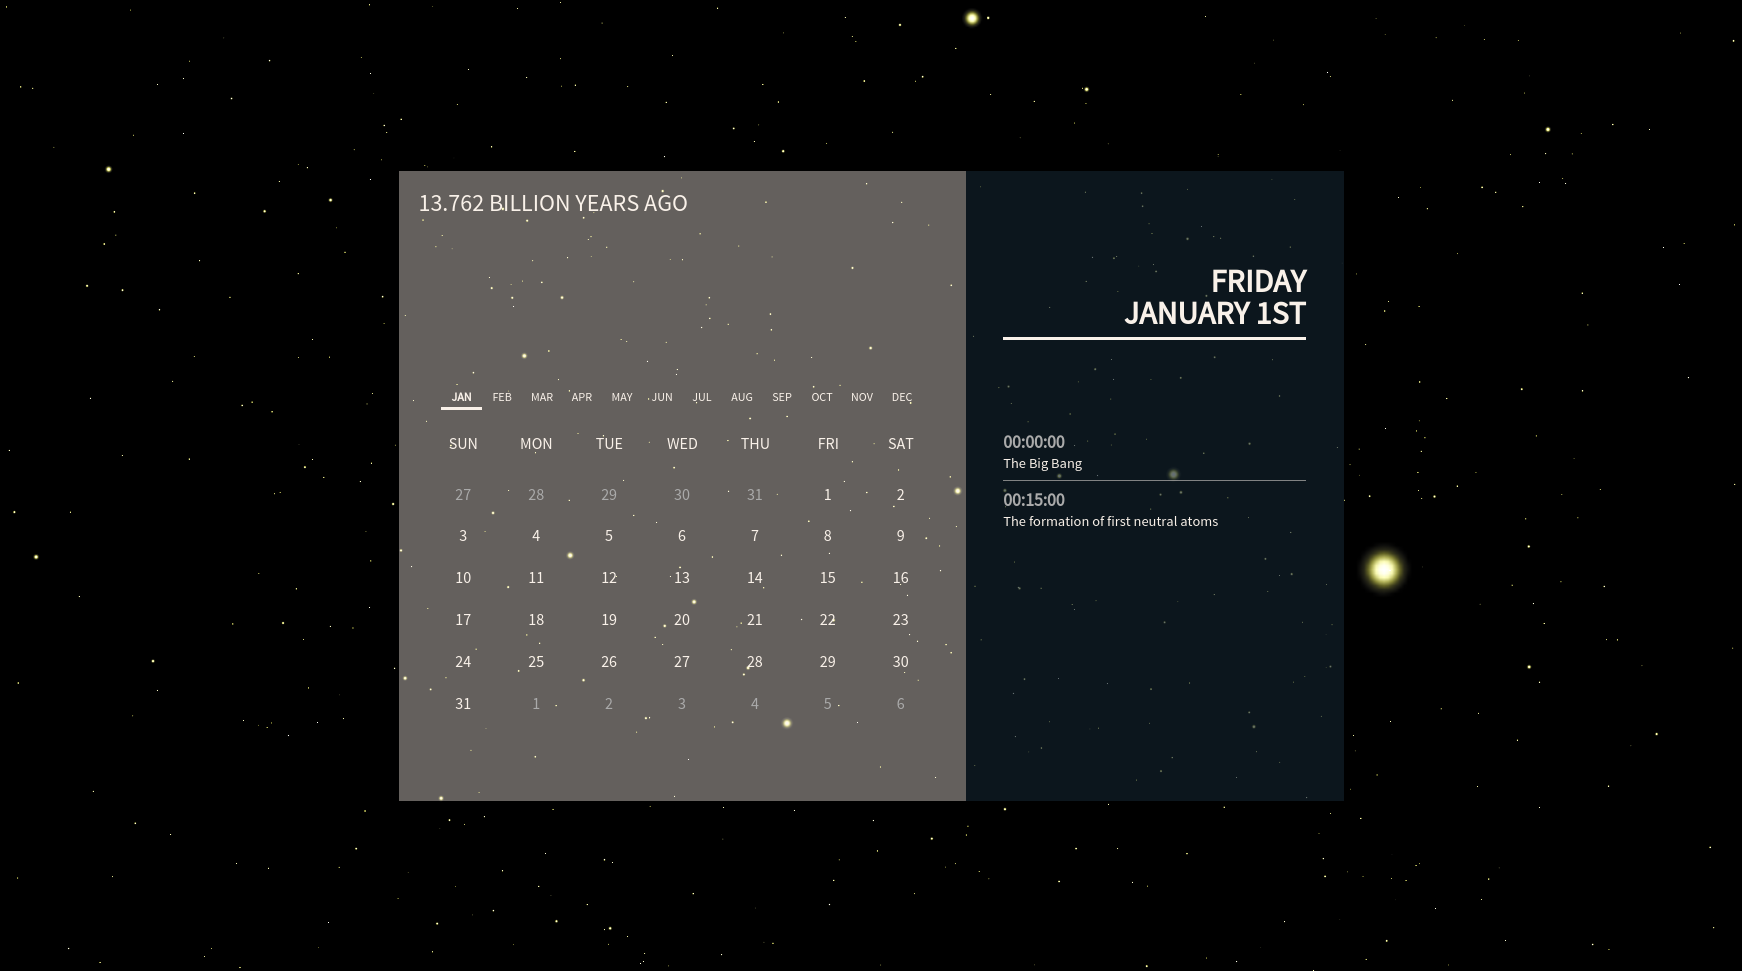 13.762 BILLION YEARS AGO
JAN FEB MAR APR MAY JUN JUL AUG SEP OCT NOV DEC
SUN MON TUE WED THU FRI SAT
27 28 29 30 31 1 2
3 4 5 6 7 8 9
10 11 12 13 14 15 16
17 18 19 20 21 22 23
24 25 26 27 28 29 30
31 1 2 3 4 5 6
FRIDAY
JANUARY 1ST
00:00:00
The Big Bang
00:15:00
The formation of first neutral atoms